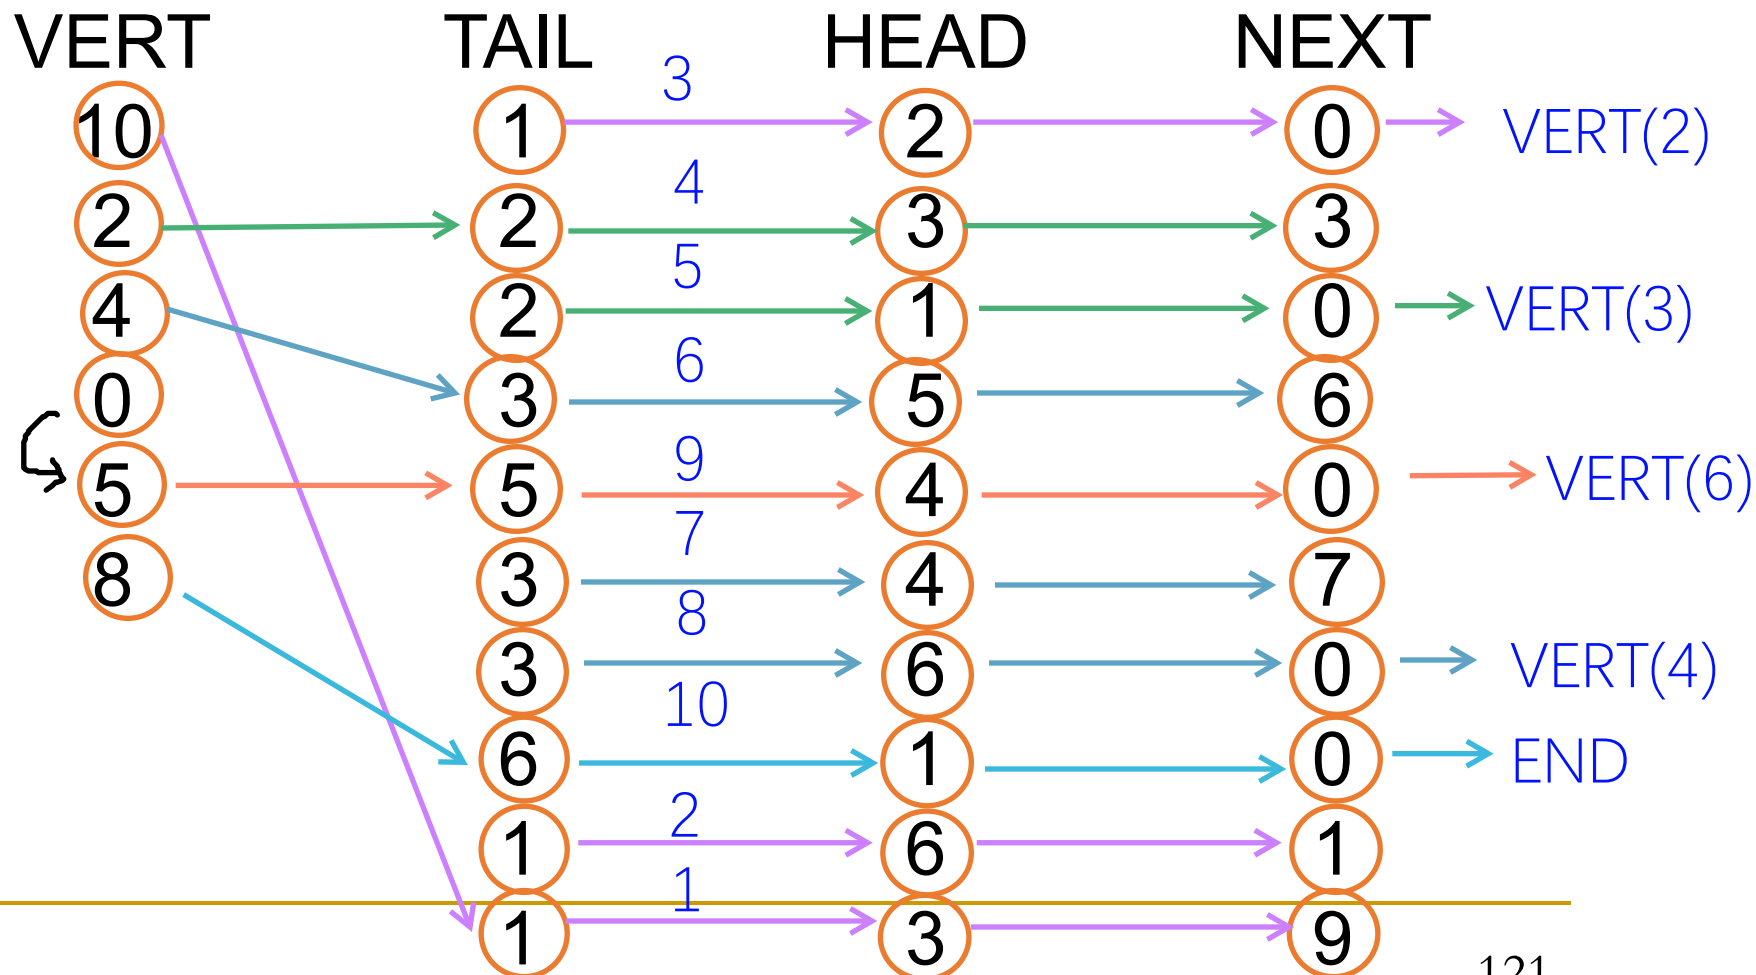 VERT TAIL HEAD NEXT
3
10 1 2 0 VERT(2)
4
2 2 3 3
5
4 2 1 0 VERT(3)
6
0 3 5 6
9
5 5 4 0 VERT(6)
7
8 3 4 7
8
3 6 0 VERT(4)
10
6 1 0 END
2
1 6 1
1
1 3 9
121